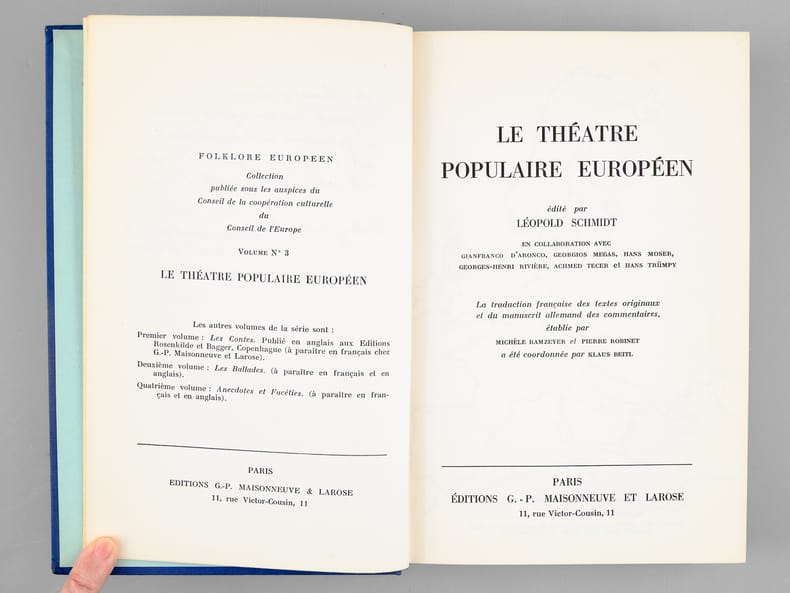 FOLKLORE EUROPEEN
Collection
publiée sous les auspices du
Conseil de la coopération culturelle
du
Conseil de l'Europe
VOLUME N° 3
LE THÉATRE POPULAIRE EUROPÉEN
Les autres volumes de la série sont :
Premier volume : Les Contes. Publié en anglais aux Editions
Rosenkilde et Bagger, Copenhague (à paraître en français chez
G.-P. Maisonneuve et Larose).
Deuxième volume : Les Ballades. (à paraître en français et en
anglais).
Quatrième volume : Anecdotes et Facéties. (à paraître en fran-
çais et en anglais).
PARIS
EDITIONS G.-P. MAISONNEUVE & LAROSE
11, rue Victor-Cousin, 11
LE THÉATRE
POPULAIRE EUROPÉEN
édité par
LÉOPOLD SCHMIDT
EN COLLABORATION AVEC
GIANFRANCO D'ARONCO, GEORGIOS MEGAS, HANS MOSER,
GEORGES-HENRI RIVIÈRE, ACHMED TECER et HANS TRÜMPY
La traduction française des textes originaux
et du manuscrit allemand des commentaires,
établie par
MICHÈLE RAMZEYER et PIERRE ROBINET
a été coordonnée par KLAUS BEITL
PARIS
ÉDITIONS G.-P. MAISONNEUVE ET LAROSE
11, rue Victor-Cousin, 11